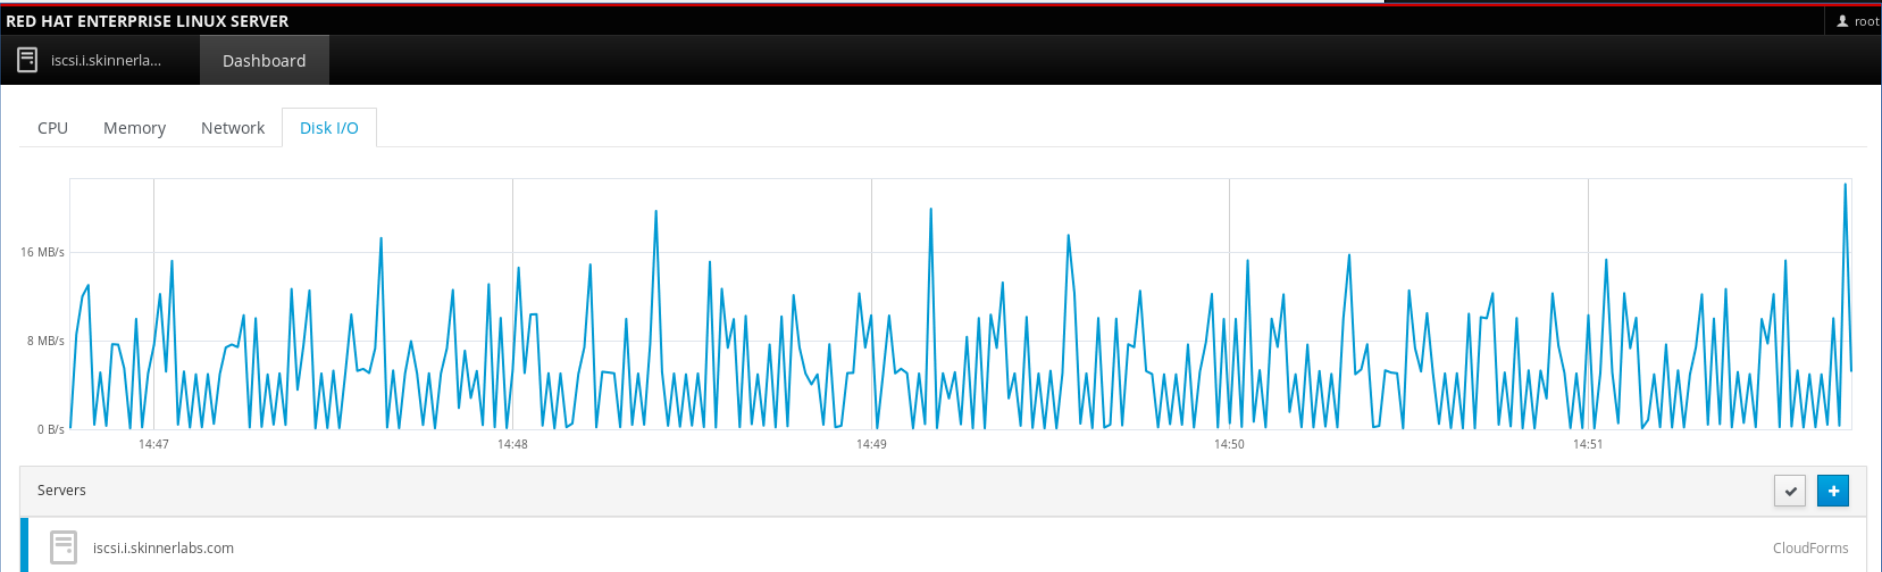 RED HAT ENTERPRISE LINUX SERVER
root
iscsi.i.skinnerla...
Dashboard
CPU Memory Network Disk I/O
16 MB/s
8 MB/s
0 B/s
14:47 14:48 14:49 14:50 14:51
Servers
iscsi.i.skinnerlabs.com
CloudForms